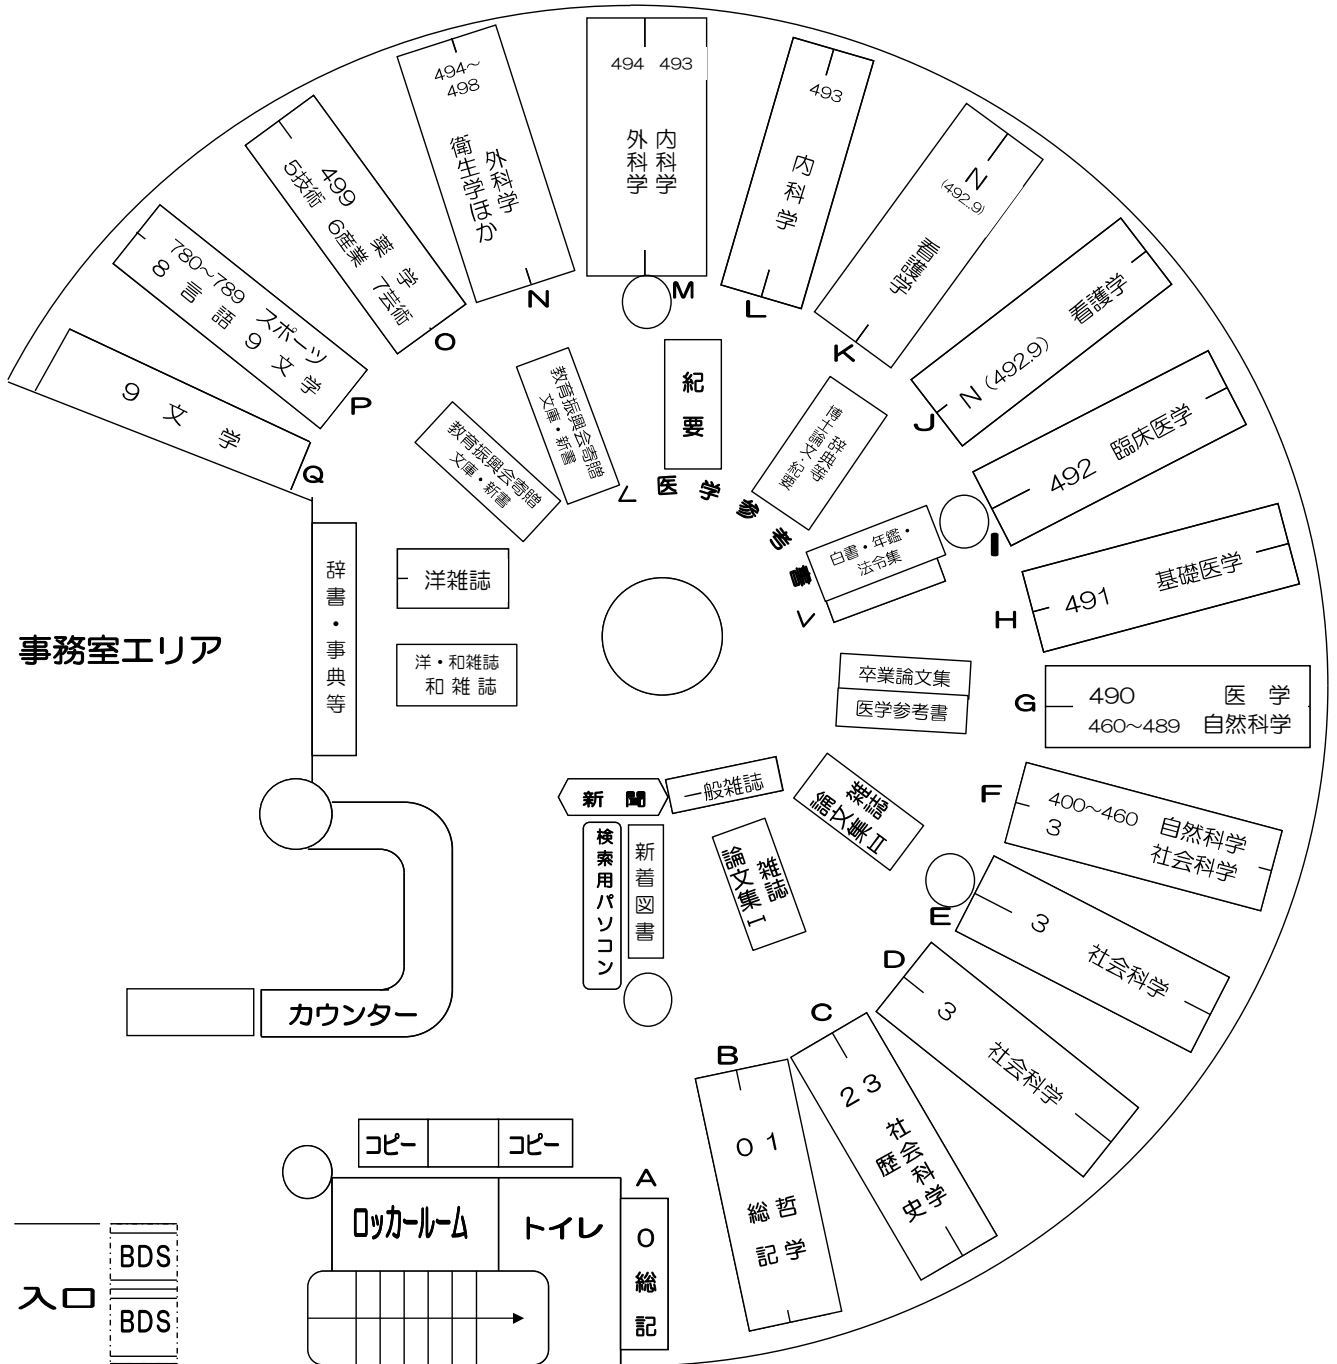 494 493
内科学
外科学
M
493
内科学
L
N
(492.9)
看護学
K
看護学
N (492.9)
J
492 臨床医学
I
491 基礎医学
H
490 医 学
460～489 自然科学
G
400～460 自然科学
3 社会科学
F
3 社会科学
E
3 社会科学
D
2 3
社会科学
歴史
C
0 1
哲学
総記
B
A
0 総記
494～
498
外科学
衛生学ほか
N
499 薬 学
5技術 6産業 7芸術
O
780～789 スポーツ
8 言 語 9 文 学
P
9 文 学
Q
教育振興会寄贈
文庫・新書
教育振興会寄贈
文庫・新書
紀要
辞典等
博士論文・紀要
＜医学参考書＞
白書・年鑑・
法令集
卒業論文集
医学参考書
雑誌
論文集Ⅱ
雑誌
論文集Ⅰ
一般雑誌
新 聞
検索用パソコン
新着図書
洋雑誌
洋・和雑誌
和 雑 誌
辞書・事典等
事務室エリア
カウンター
コピー
コピー
ロッカールーム
トイレ
入口
BDS
BDS